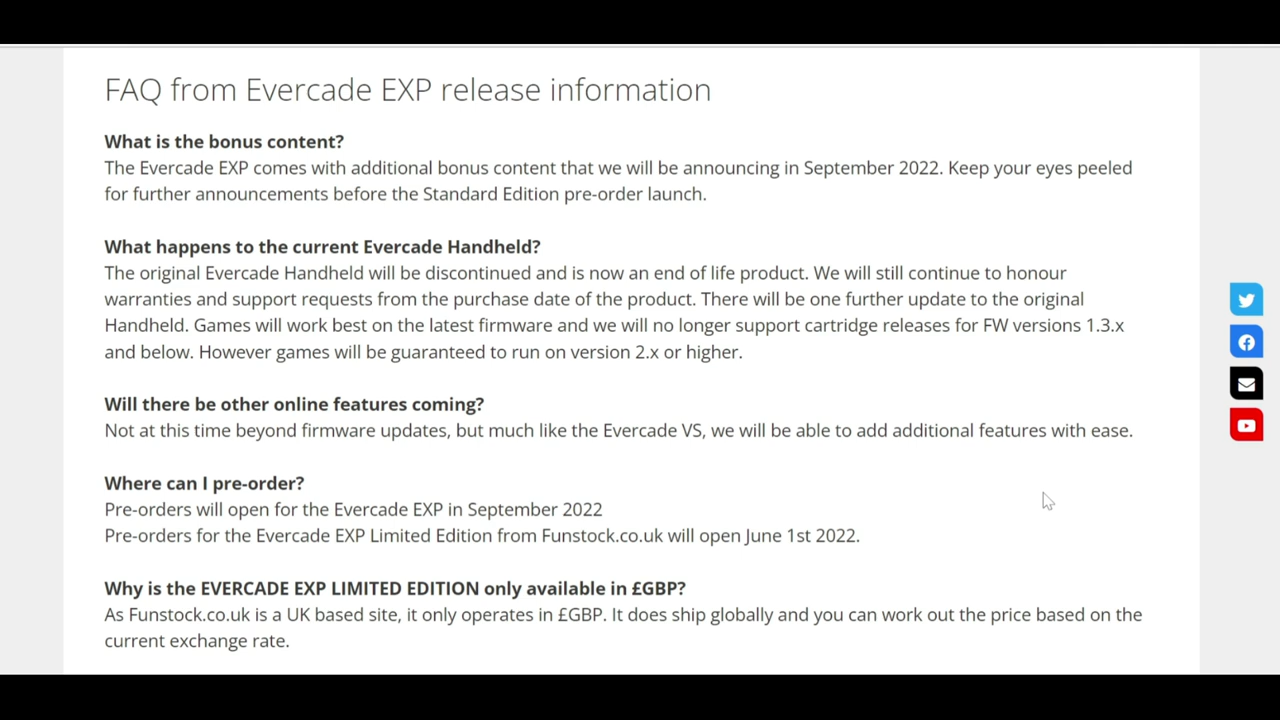 FAQ from Evercade EXP release information
What is the bonus content?
The Evercade EXP comes with additional bonus content that we will be announcing in September 2022. Keep your eyes peeled
for further announcements before the Standard Edition pre-order launch.
What happens to the current Evercade Handheld?
The original Evercade Handheld will be discontinued and is now an end of life product. We will still continue to honour
warranties and support requests from the purchase date of the product. There will be one further update to the original
Handheld. Games will work best on the latest firmware and we will no longer support cartridge releases for FW versions 1.3.x
and below. However games will be guaranteed to run on version 2.x or higher.
Will there be other online features coming?
Not at this time beyond firmware updates, but much like the Evercade VS, we will be able to add additional features with ease.
Where can I pre-order?
Pre-orders will open for the Evercade EXP in September 2022
Pre-orders for the Evercade EXP Limited Edition from Funstock.co.uk will open June 1st 2022.
Why is the EVERCADE EXP LIMITED EDITION only available in £GBP?
As Funstock.co.uk is a UK based site, it only operates in £GBP. It does ship globally and you can work out the price based on the
current exchange rate.